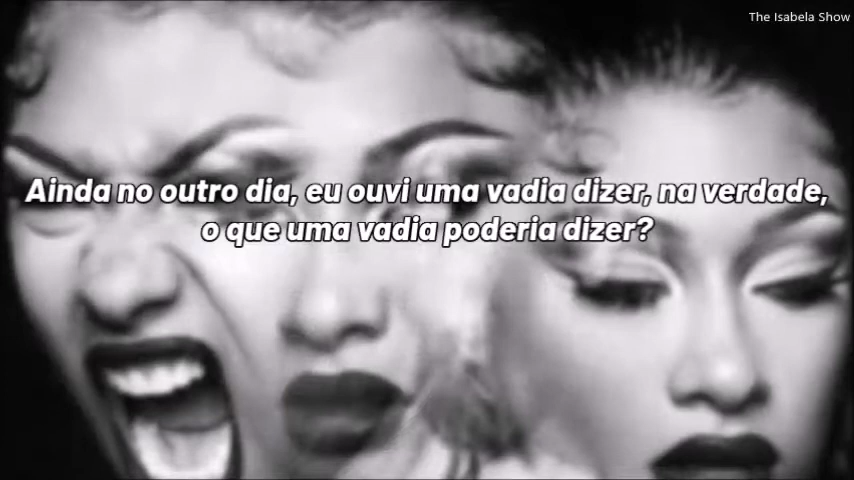 The Isabela Show
Ainda no outro dia, eu ouvi uma vadia dizer, na verdade,
o que uma vadia poderia dizer?